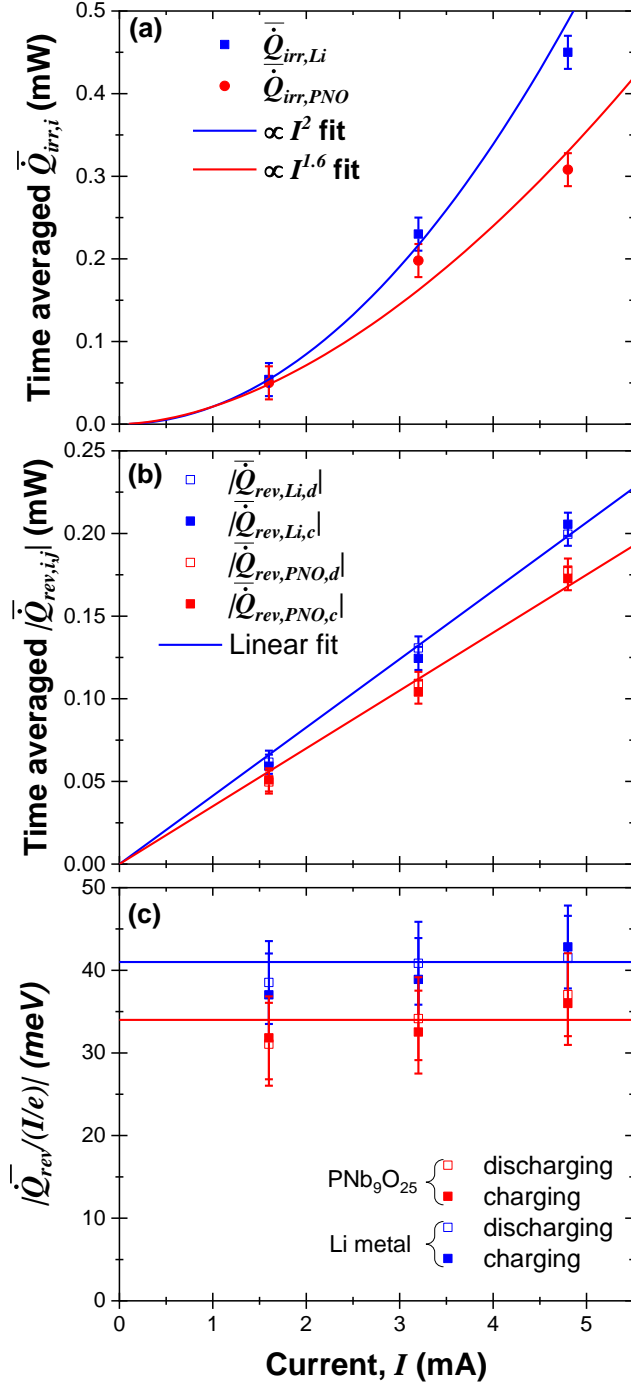 (a)
Q̇̅irr,Li
Q̇̅irr,PNO
∝ I² fit
∝ I¹·⁶ fit
Time averaged Q̇̅irr,i (mW)
0.5
0.4
0.3
0.2
0.1
0.0
(b)
|Q̇̅rev,Li,d|
|Q̇̅rev,Li,c|
|Q̇̅rev,PNO,d|
|Q̇̅rev,PNO,c|
Linear fit
Time averaged |Q̇̅rev,i,j| (mW)
0.25
0.20
0.15
0.10
0.05
0.00
(c)
|Q̇̅rev/(I/e)| (meV)
50
40
30
20
10
0
PNb₉O₂₅
discharging
charging
Li metal
discharging
charging
0 1 2 3 4 5
Current, I (mA)